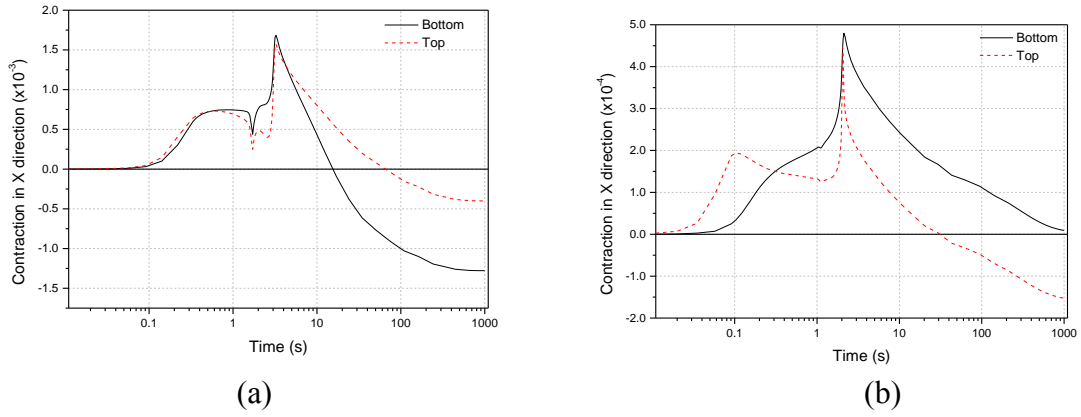 Contraction in X direction (x10⁻³)
2.0
1.5
1.0
0.5
0.0
-0.5
-1.0
-1.5
Bottom
Top
0.1
1
10
100
1000
Time (s)
(a)
Contraction in X direction (x10⁻⁴)
5.0
4.0
3.0
2.0
1.0
0.0
-1.0
-2.0
Bottom
Top
0.1
1
10
100
1000
Time (s)
(b)